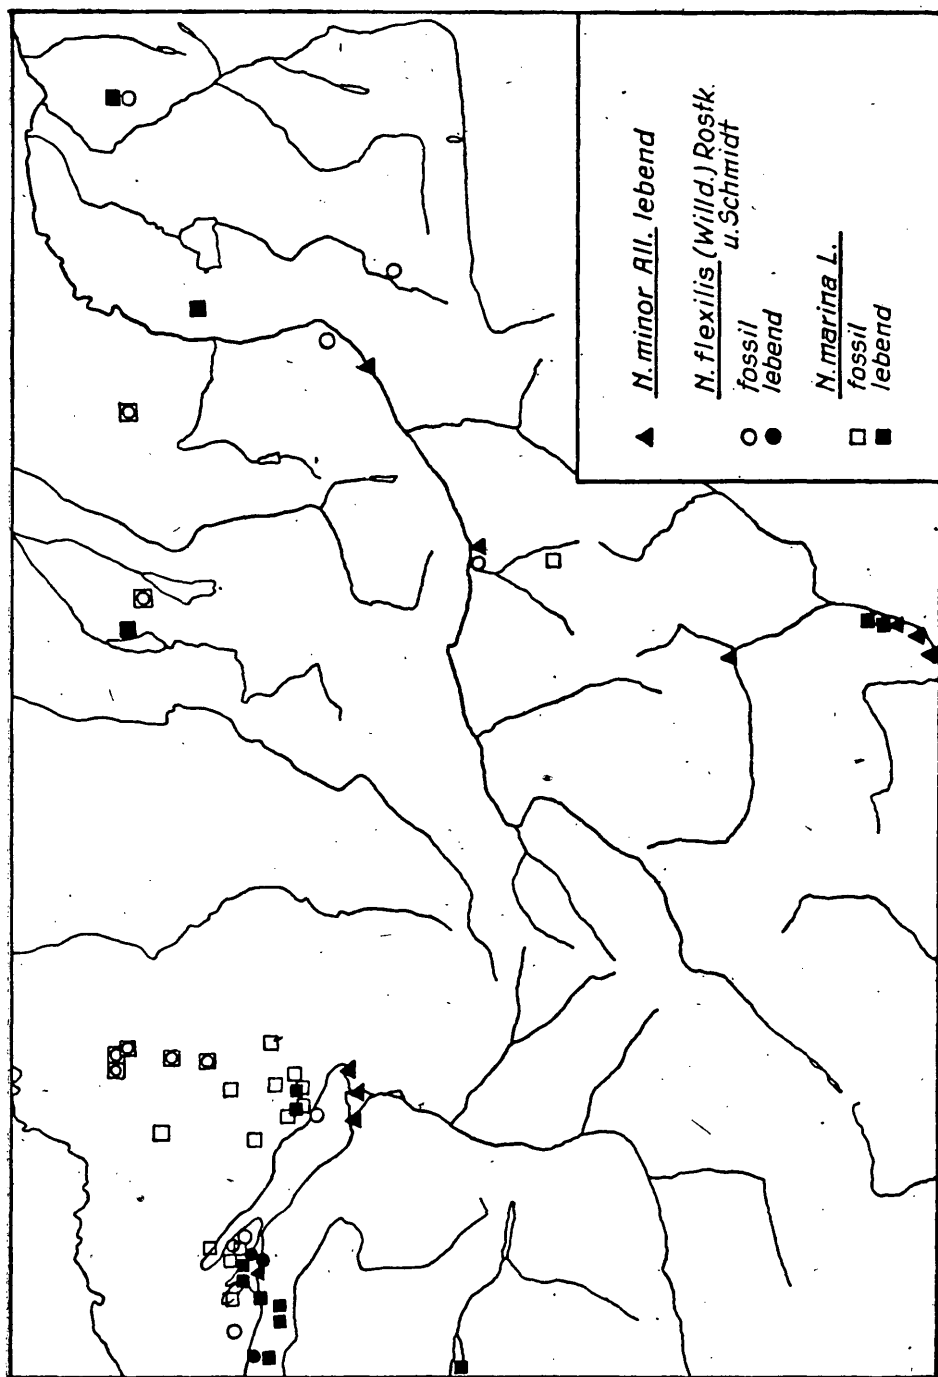 N. minor All. lebend
N. flexilis (Willd.) Rostk.
u. Schmidt
fossil
lebend
N. marina L.
fossil
lebend